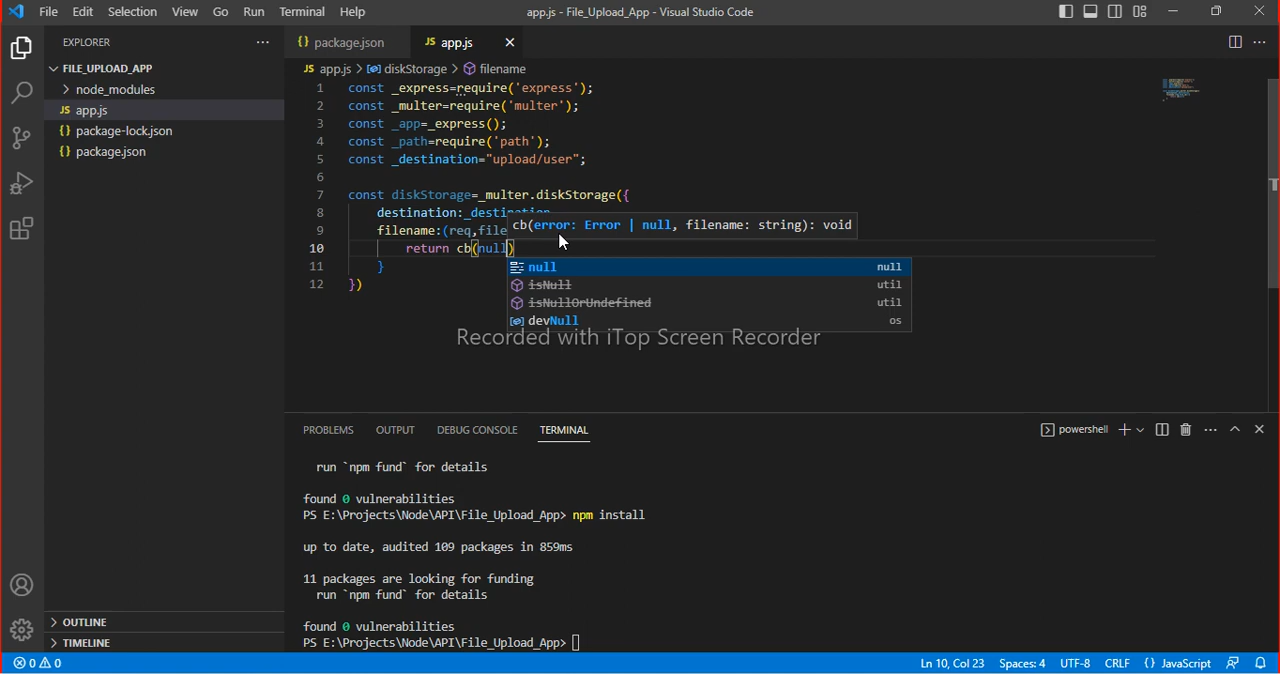 File Edit Selection View Go Run Terminal Help app.js - File_Upload_App - Visual Studio Code
EXPLORER
FILE_UPLOAD_APP
node_modules
JS app.js
{} package-lock.json
{} package.json
OUTLINE
TIMELINE
{} package.json JS app.js
JS app.js > diskStorage > filename
1 const _express=require('express');
2 const _multer=require('multer');
3 const _app=_express();
4 const _path=require('path');
5 const _destination="upload/user";
6
7 const diskStorage=_multer.diskStorage({
8 destination:_destination
9 filename:(req,file
cb(error: Error | null, filename: string): void
10 return cb(null)
11 }
12 })
null null
isNull util
isNullOrUndefined util
devNull os
Recorded with iTop Screen Recorder
PROBLEMS OUTPUT DEBUG CONSOLE TERMINAL powershell
run `npm fund` for details
found 0 vulnerabilities
PS E:\Projects\Node\API\File_Upload_App> npm install
up to date, audited 109 packages in 859ms
11 packages are looking for funding
run `npm fund` for details
found 0 vulnerabilities
PS E:\Projects\Node\API\File_Upload_App>
0 0 Ln 10, Col 23 Spaces: 4 UTF-8 CRLF {} JavaScript